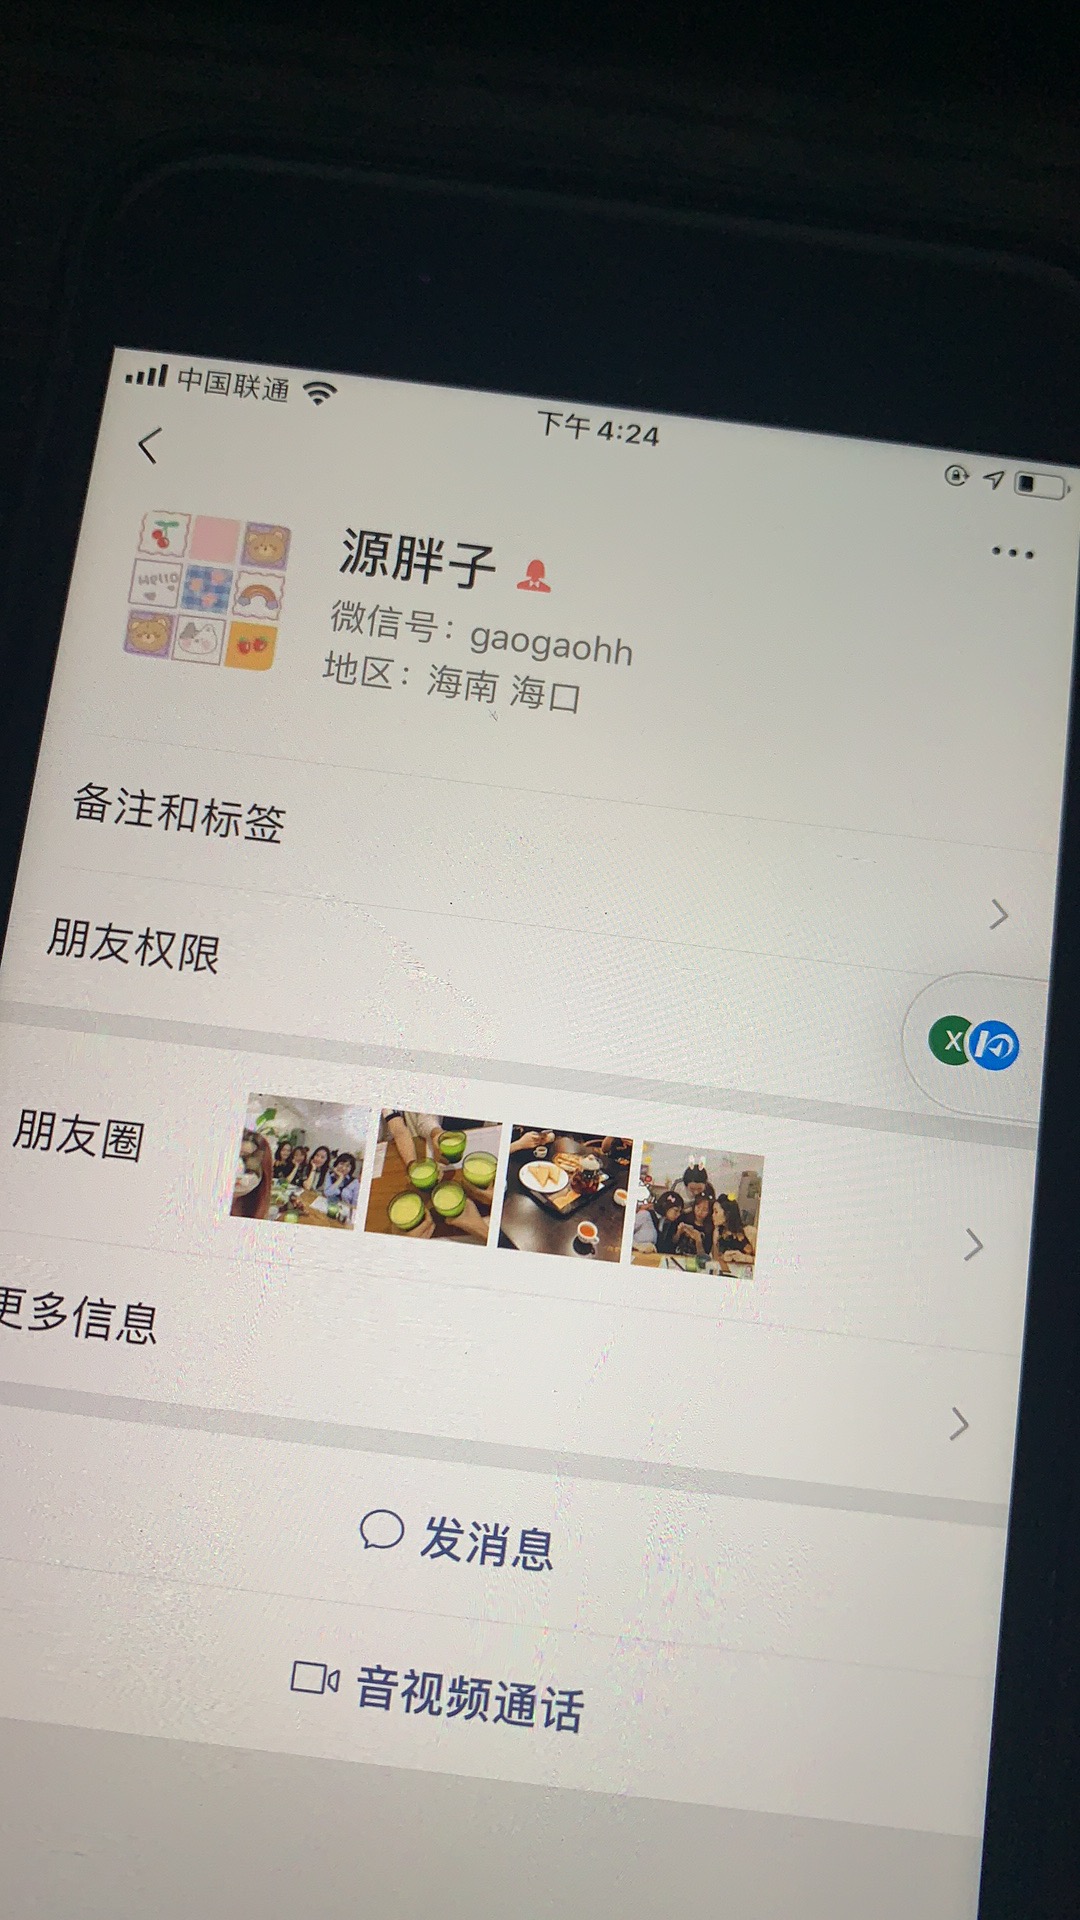 中国联通
下午4:24
源胖子
微信号：gaogaohh
地区：海南 海口
备注和标签
朋友权限
X
朋友圈
更多信息
发消息
音视频通话